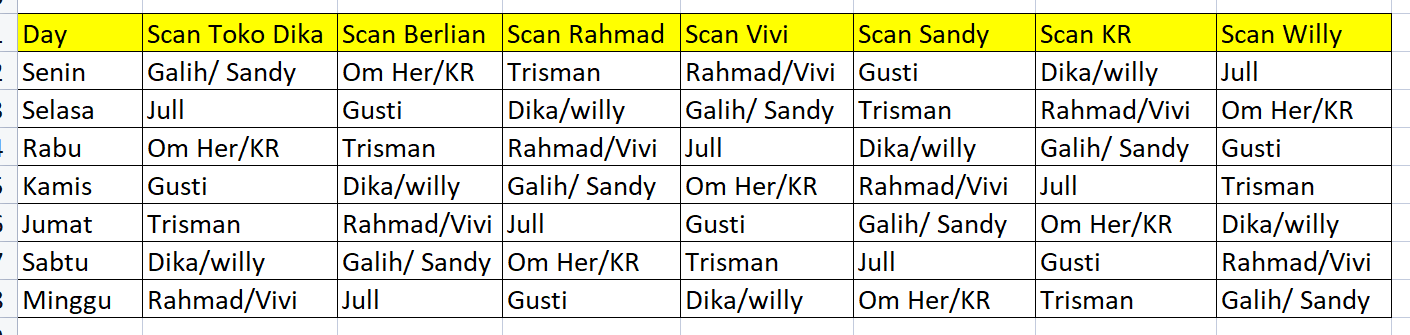 Day Scan Toko Dika Scan Berlian Scan Rahmad Scan Vivi Scan Sandy Scan KR Scan Willy
Senin Galih/ Sandy Om Her/KR Trisman Rahmad/Vivi Gusti Dika/willy Jull
Selasa Jull Gusti Dika/willy Galih/ Sandy Trisman Rahmad/Vivi Om Her/KR
Rabu Om Her/KR Trisman Rahmad/Vivi Jull Dika/willy Galih/ Sandy Gusti
Kamis Gusti Dika/willy Galih/ Sandy Om Her/KR Rahmad/Vivi Jull Trisman
Jumat Trisman Rahmad/Vivi Jull Gusti Galih/ Sandy Om Her/KR Dika/willy
Sabtu Dika/willy Galih/ Sandy Om Her/KR Trisman Jull Gusti Rahmad/Vivi
Minggu Rahmad/Vivi Jull Gusti Dika/willy Om Her/KR Trisman Galih/ Sandy